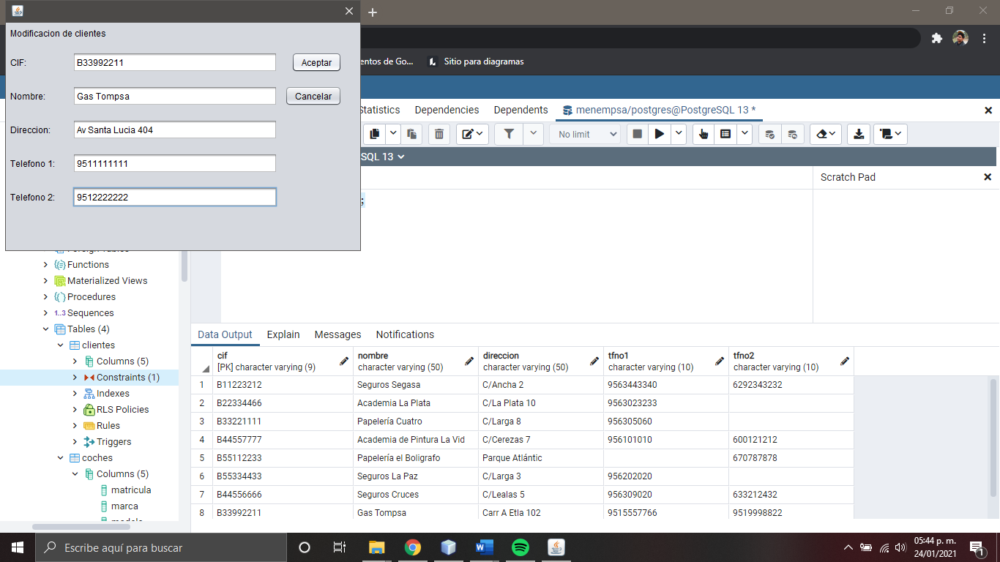 Modificacion de clientes
CIF: B33992211 Aceptar
Nombre: Gas Tompsa Cancelar
Direccion: Av Santa Lucia 404
Telefono 1: 9511111111
Telefono 2: 9512222222
entos de Go... Sitio para diagramas
Statistics Dependencies Dependents menempsa/postgres@PostgreSQL 13 *
No limit
SQL 13
Scratch Pad
;
Functions
Materialized Views
Procedures
1..3 Sequences
Tables (4)
clientes
Columns (5)
Constraints (1)
Indexes
RLS Policies
Rules
Triggers
coches
Columns (5)
matricula
marca
Data Output Explain Messages Notifications
cif nombre direccion tfno1 tfno2
[PK] character varying (9) character varying (50) character varying (50) character varying (10) character varying (10)
1 B11223212 Seguros Segasa C/Ancha 2 9563443340 6292343232
2 B22334466 Academia La Plata C/La Plata 10 9563023233
3 B33221111 Papelería Cuatro C/Larga 8 956305060
4 B44557777 Academia de Pintura La Vid C/Cerezas 7 956101010 600121212
5 B55112233 Papelería el Boligrafo Parque Atlántic 670787878
6 B55334433 Seguros La Paz C/Larga 3 956202020
7 B44556666 Seguros Cruces C/Lealas 5 956309020 633212432
8 B33992211 Gas Tompsa Carr A Etla 102 9515557766 9519998822
Escribe aquí para buscar
05:44 p. m.
24/01/2021
1